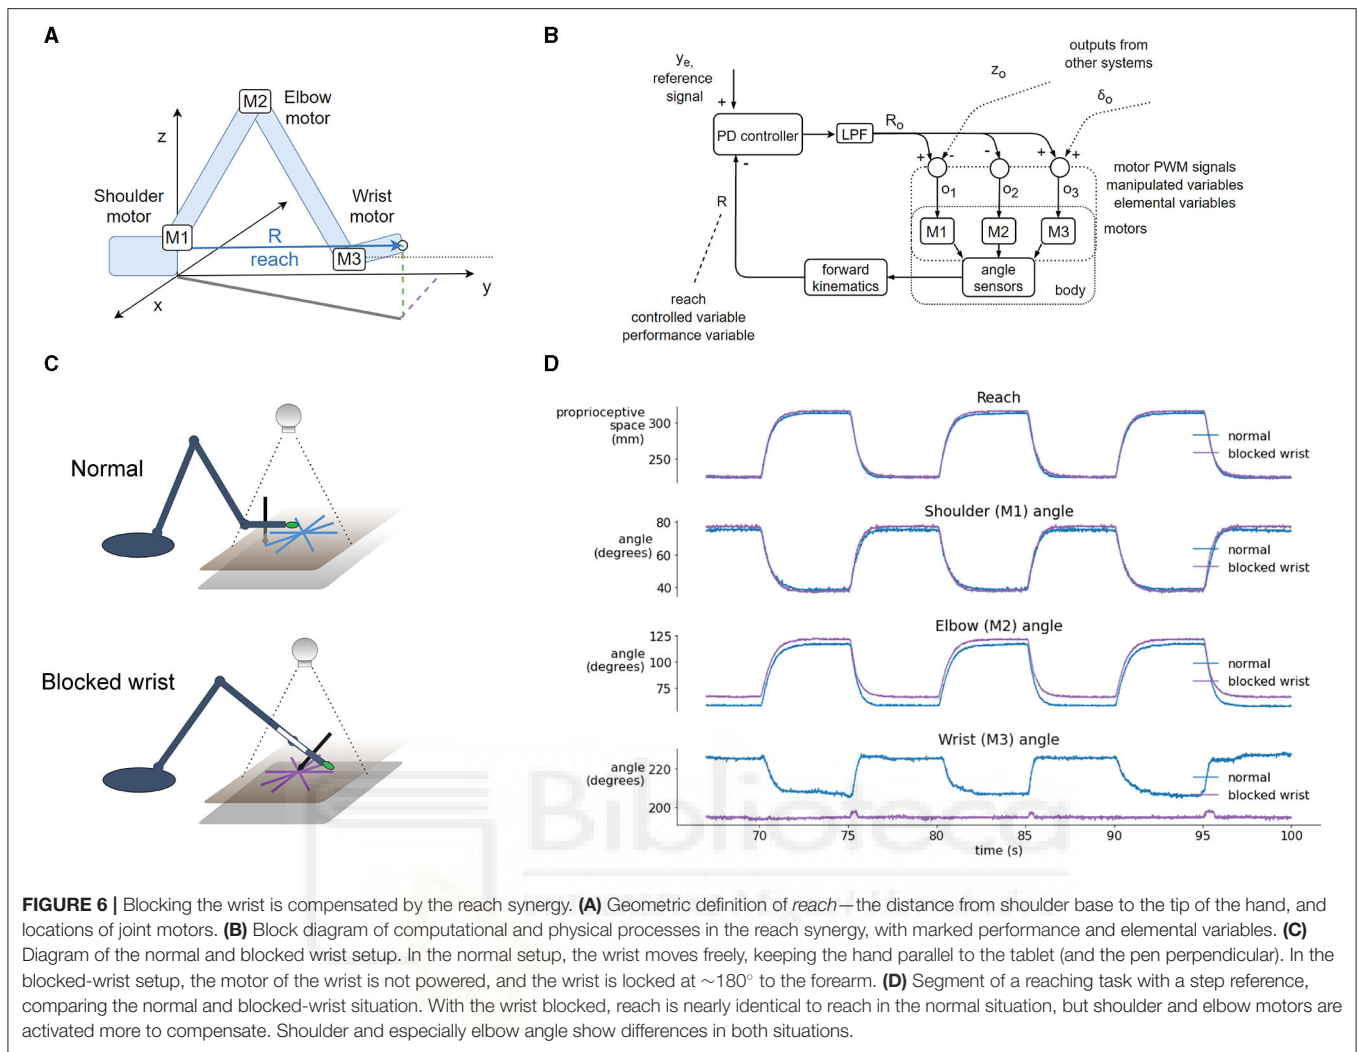 A
z
M2
Elbow
motor
Shoulder
motor
M1
R
reach
Wrist
motor
M3
y
x
B
yₑ,
reference
signal
outputs from
other systems
zₒ
δₒ
+
PD controller
-
LPF
Rₒ
+
-
-
+
+
o₁
o₂
o₃
motor PWM signals
manipulated variables
elemental variables
M1
M2
M3
motors
R
forward
kinematics
angle
sensors
body
reach
controlled variable
performance variable
C
Normal
Blocked wrist
D
Reach
proprioceptive
space
(mm)
300
250
normal
blocked wrist
Shoulder (M1) angle
angle
(degrees)
80
60
40
normal
blocked wrist
Elbow (M2) angle
angle
(degrees)
125
100
75
normal
blocked wrist
Wrist (M3) angle
angle
(degrees)
220
200
normal
blocked wrist
70 75 80 85 90 95 100
time (s)
Biblioteca
FIGURE 6 | Blocking the wrist is compensated by the reach synergy. (A) Geometric definition of reach—the distance from shoulder base to the tip of the hand, and
locations of joint motors. (B) Block diagram of computational and physical processes in the reach synergy, with marked performance and elemental variables. (C)
Diagram of the normal and blocked wrist setup. In the normal setup, the wrist moves freely, keeping the hand parallel to the tablet (and the pen perpendicular). In the
blocked-wrist setup, the motor of the wrist is not powered, and the wrist is locked at ∼180° to the forearm. (D) Segment of a reaching task with a step reference,
comparing the normal and blocked-wrist situation. With the wrist blocked, reach is nearly identical to reach in the normal situation, but shoulder and elbow motors are
activated more to compensate. Shoulder and especially elbow angle show differences in both situations.